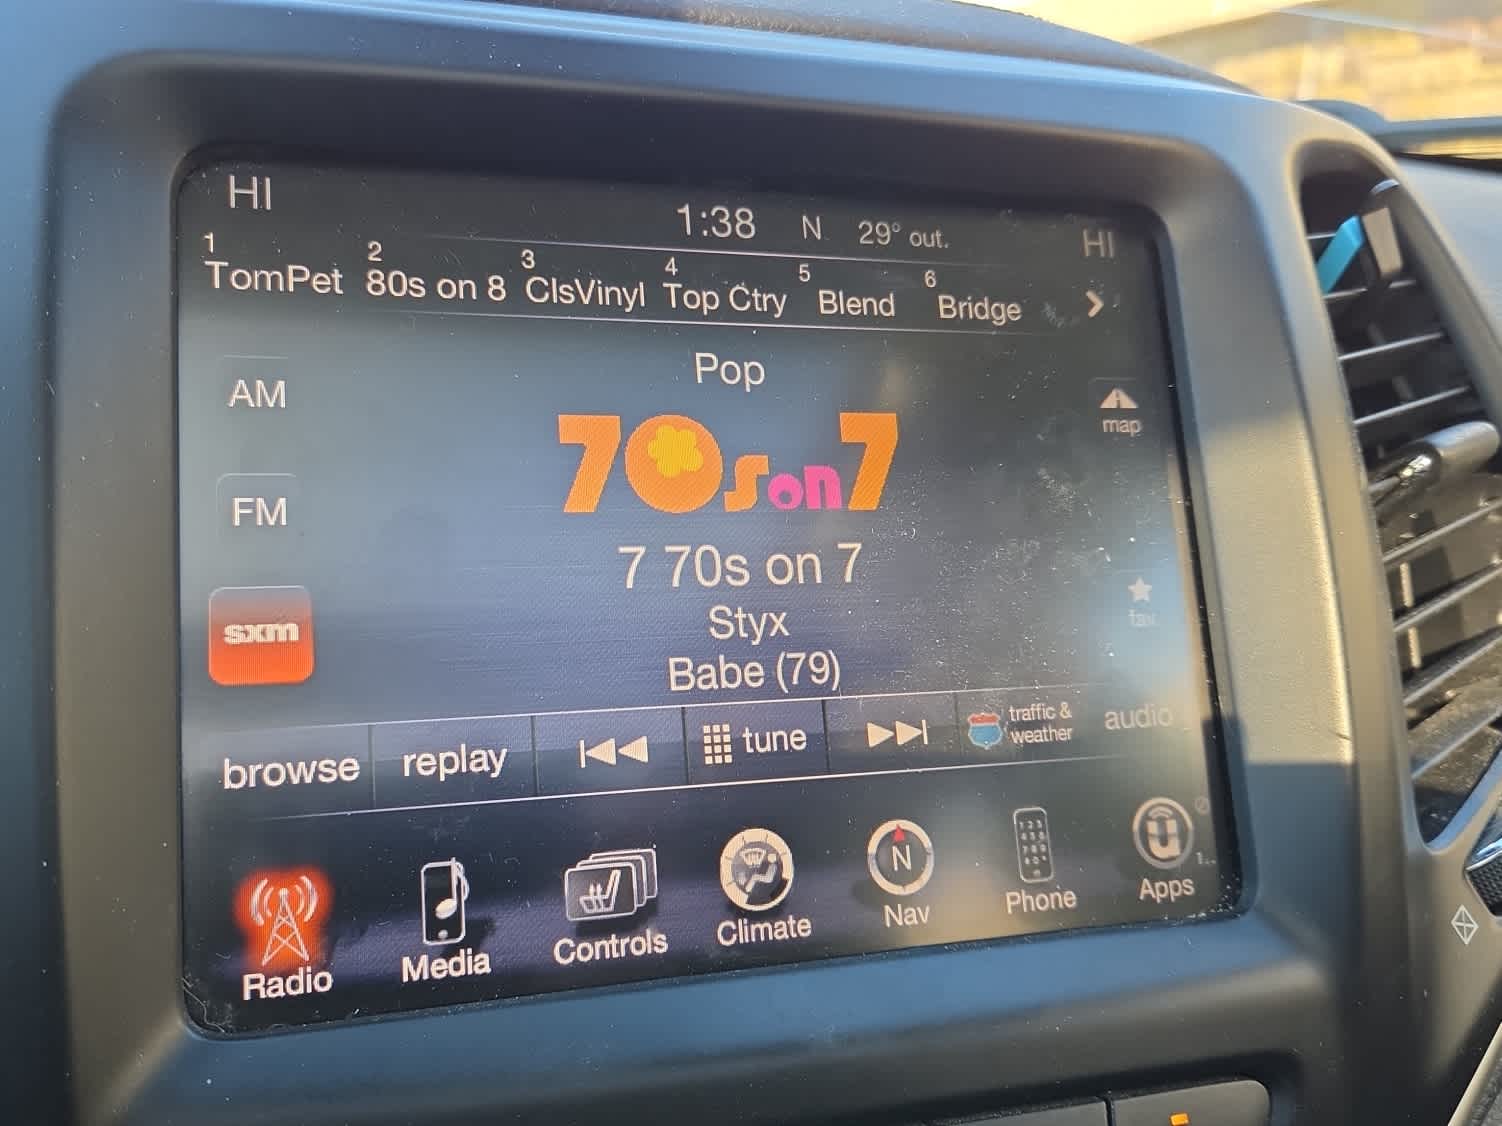 HI 1:38 N 29° out. HI
1 TomPet 2 80s on 8 3 ClsVinyl 4 Top Ctry 5 Blend 6 Bridge
Pop
AM
map
70s on 7
FM
7 70s on 7
fav
Styx
sxm
Babe (79)
browse replay tune traffic & weather audio
Radio Media Controls Climate N Nav Phone Apps